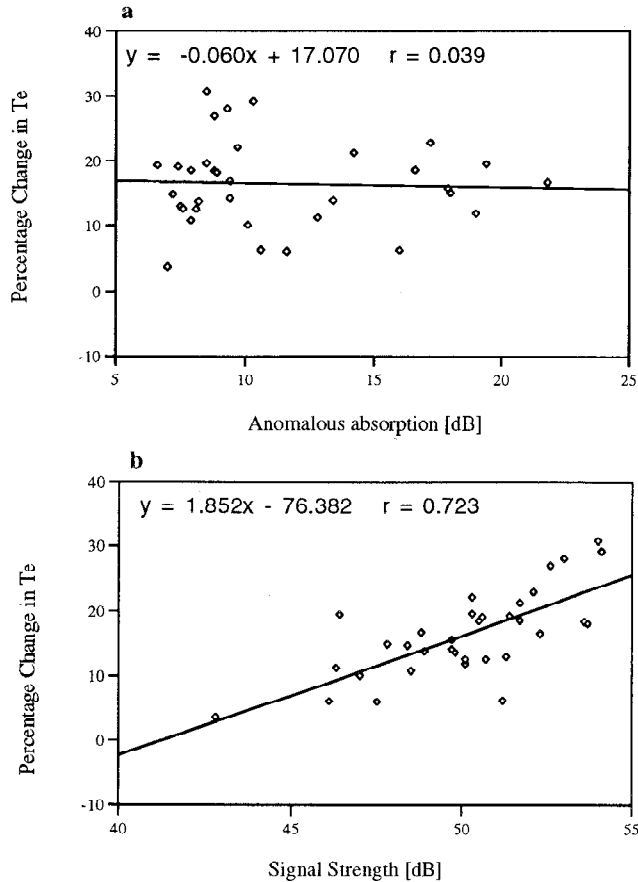 a
y = -0.060x + 17.070 r = 0.039
Percentage Change in Te
40
30
20
10
0
-10
5
10
15
20
25
Anomalous absorption [dB]
b
y = 1.852x - 76.382 r = 0.723
Percentage Change in Te
40
30
20
10
0
-10
40
45
50
55
Signal Strength [dB]